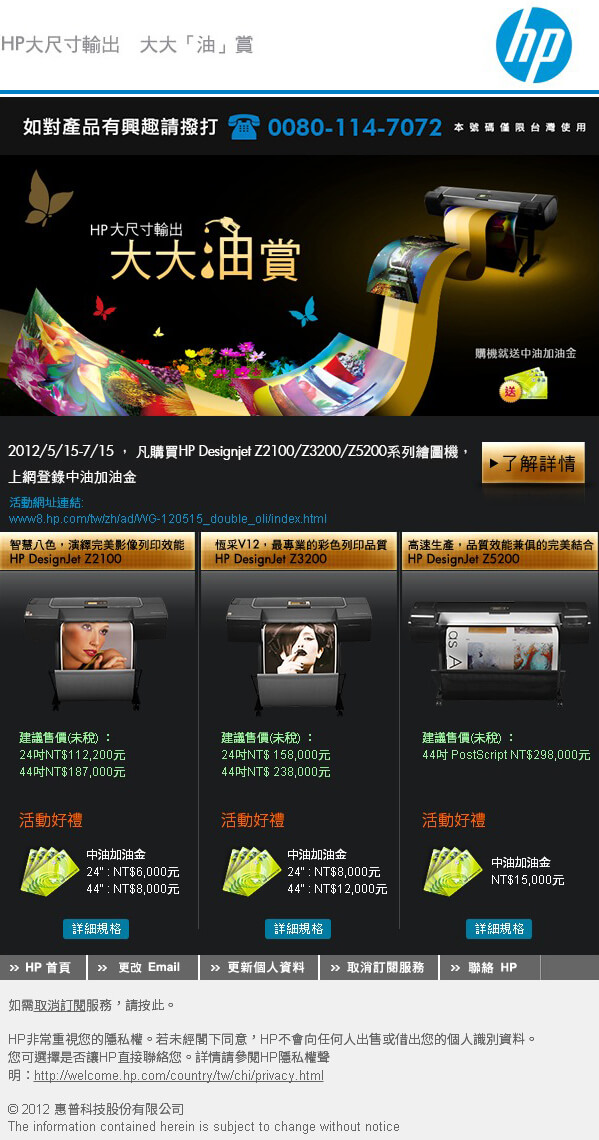 HP大尺寸輸出　大大「油」賞
hp
如對產品有興趣請撥打 0080-114-7072 本號碼僅限台灣使用
HP大尺寸輸出
大大油賞
購機就送中油加油金
送
2012/5/15-7/15 ， 凡購買HP Designjet Z2100/Z3200/Z5200系列繪圖機，
上網登錄中油加油金
▶了解詳情
活動網址連結:
www8.hp.com/tw/zh/ad/WG-120515_double_oli/index.html
智慧八色，演繹完美影像列印效能
HP DesignJet Z2100
恆采V12，最專業的彩色列印品質
HP DesignJet Z3200
高速生產，品質效能兼俱的完美結合
HP DesignJet Z5200
as A
建議售價(未稅) ：
24吋NT$112,200元
44吋NT$187,000元
建議售價(未稅) ：
24吋NT$ 158,000元
44吋NT$ 238,000元
建議售價(未稅) ：
44吋 PostScript NT$298,000元
活動好禮
中油加油金
24" : NT$6,000元
44" : NT$8,000元
活動好禮
中油加油金
24" : NT$8,000元
44" : NT$12,000元
活動好禮
中油加油金
NT$15,000元
詳細規格
詳細規格
詳細規格
» HP 首頁
» 更改 Email
» 更新個人資料
» 取消訂閱服務
» 聯絡 HP
如需取消訂閱服務，請按此。
HP非常重視您的隱私權。若未經閣下同意，HP不會向任何人出售或借出您的個人識別資料。
您可選擇是否讓HP直接聯絡您。詳情請參閱HP隱私權聲
明：http://welcome.hp.com/country/tw/chi/privacy.html
© 2012 惠普科技股份有限公司
The information contained herein is subject to change without notice